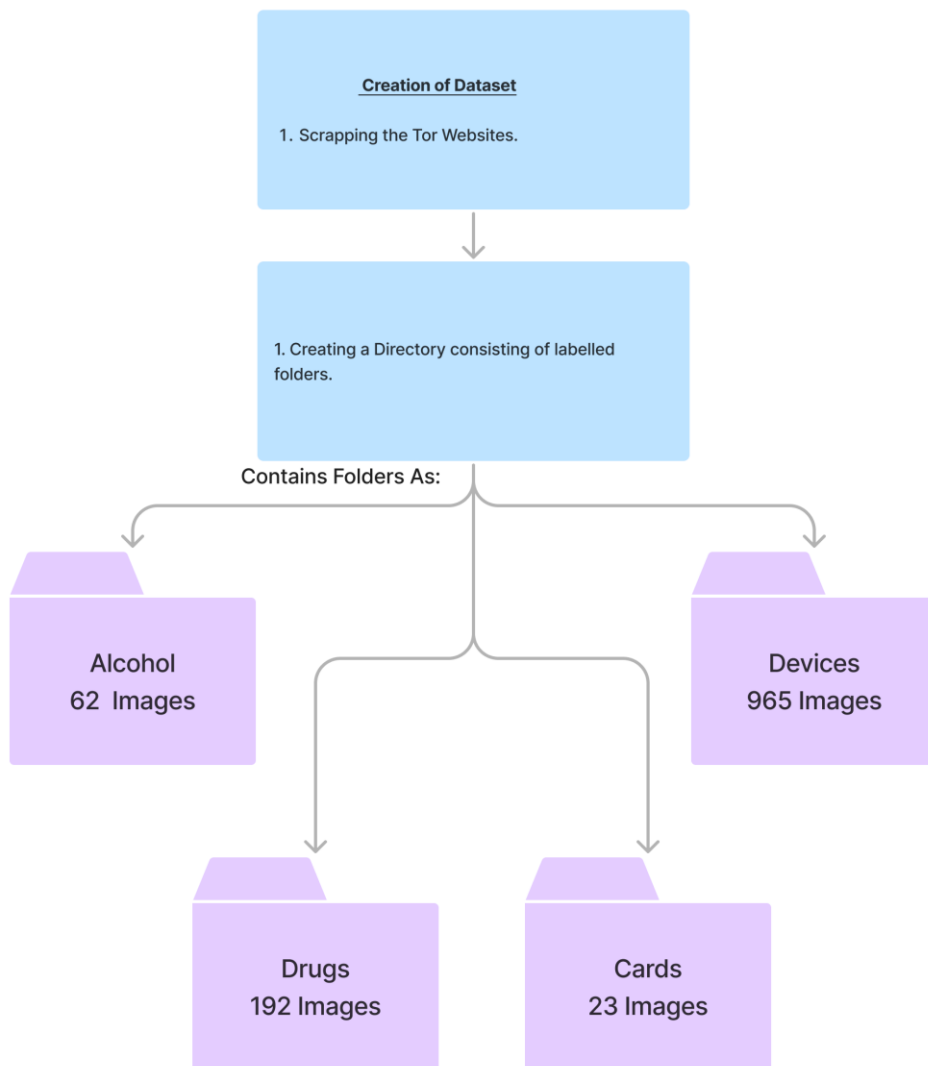 Creation of Dataset
1. Scrapping the Tor Websites.
1. Creating a Directory consisting of labelled
folders.
Contains Folders As:
Alcohol
62 Images
Devices
965 Images
Drugs
192 Images
Cards
23 Images